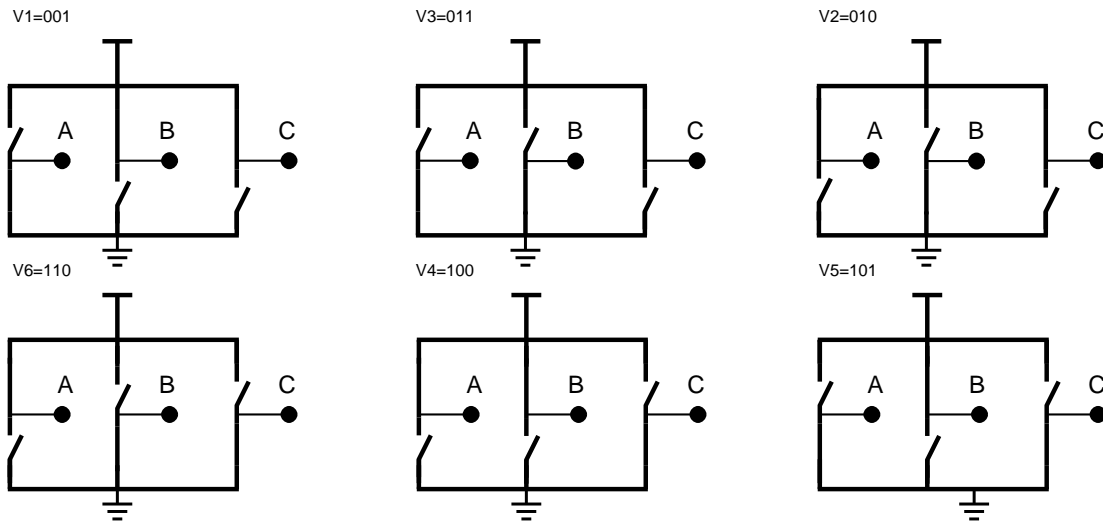 V1=001
V3=011
V2=010
A B C
A B C
A B C
V6=110
V4=100
V5=101
A B C
A B C
A B C